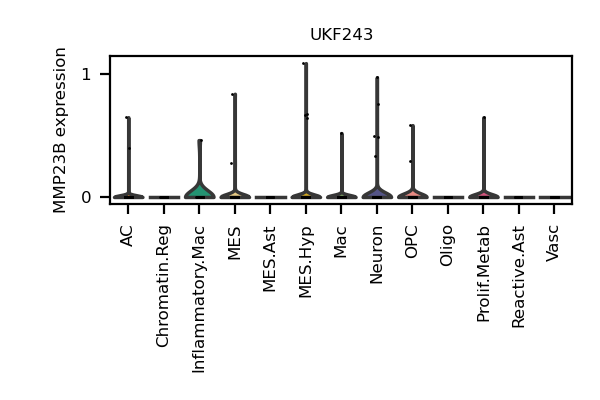 UKF243
MMP23B expression
1
0
AC
Chromatin.Reg
Inflammatory.Mac
MES
MES.Ast
MES.Hyp
Mac
Neuron
OPC
Oligo
Prolif.Metab
Reactive.Ast
Vasc